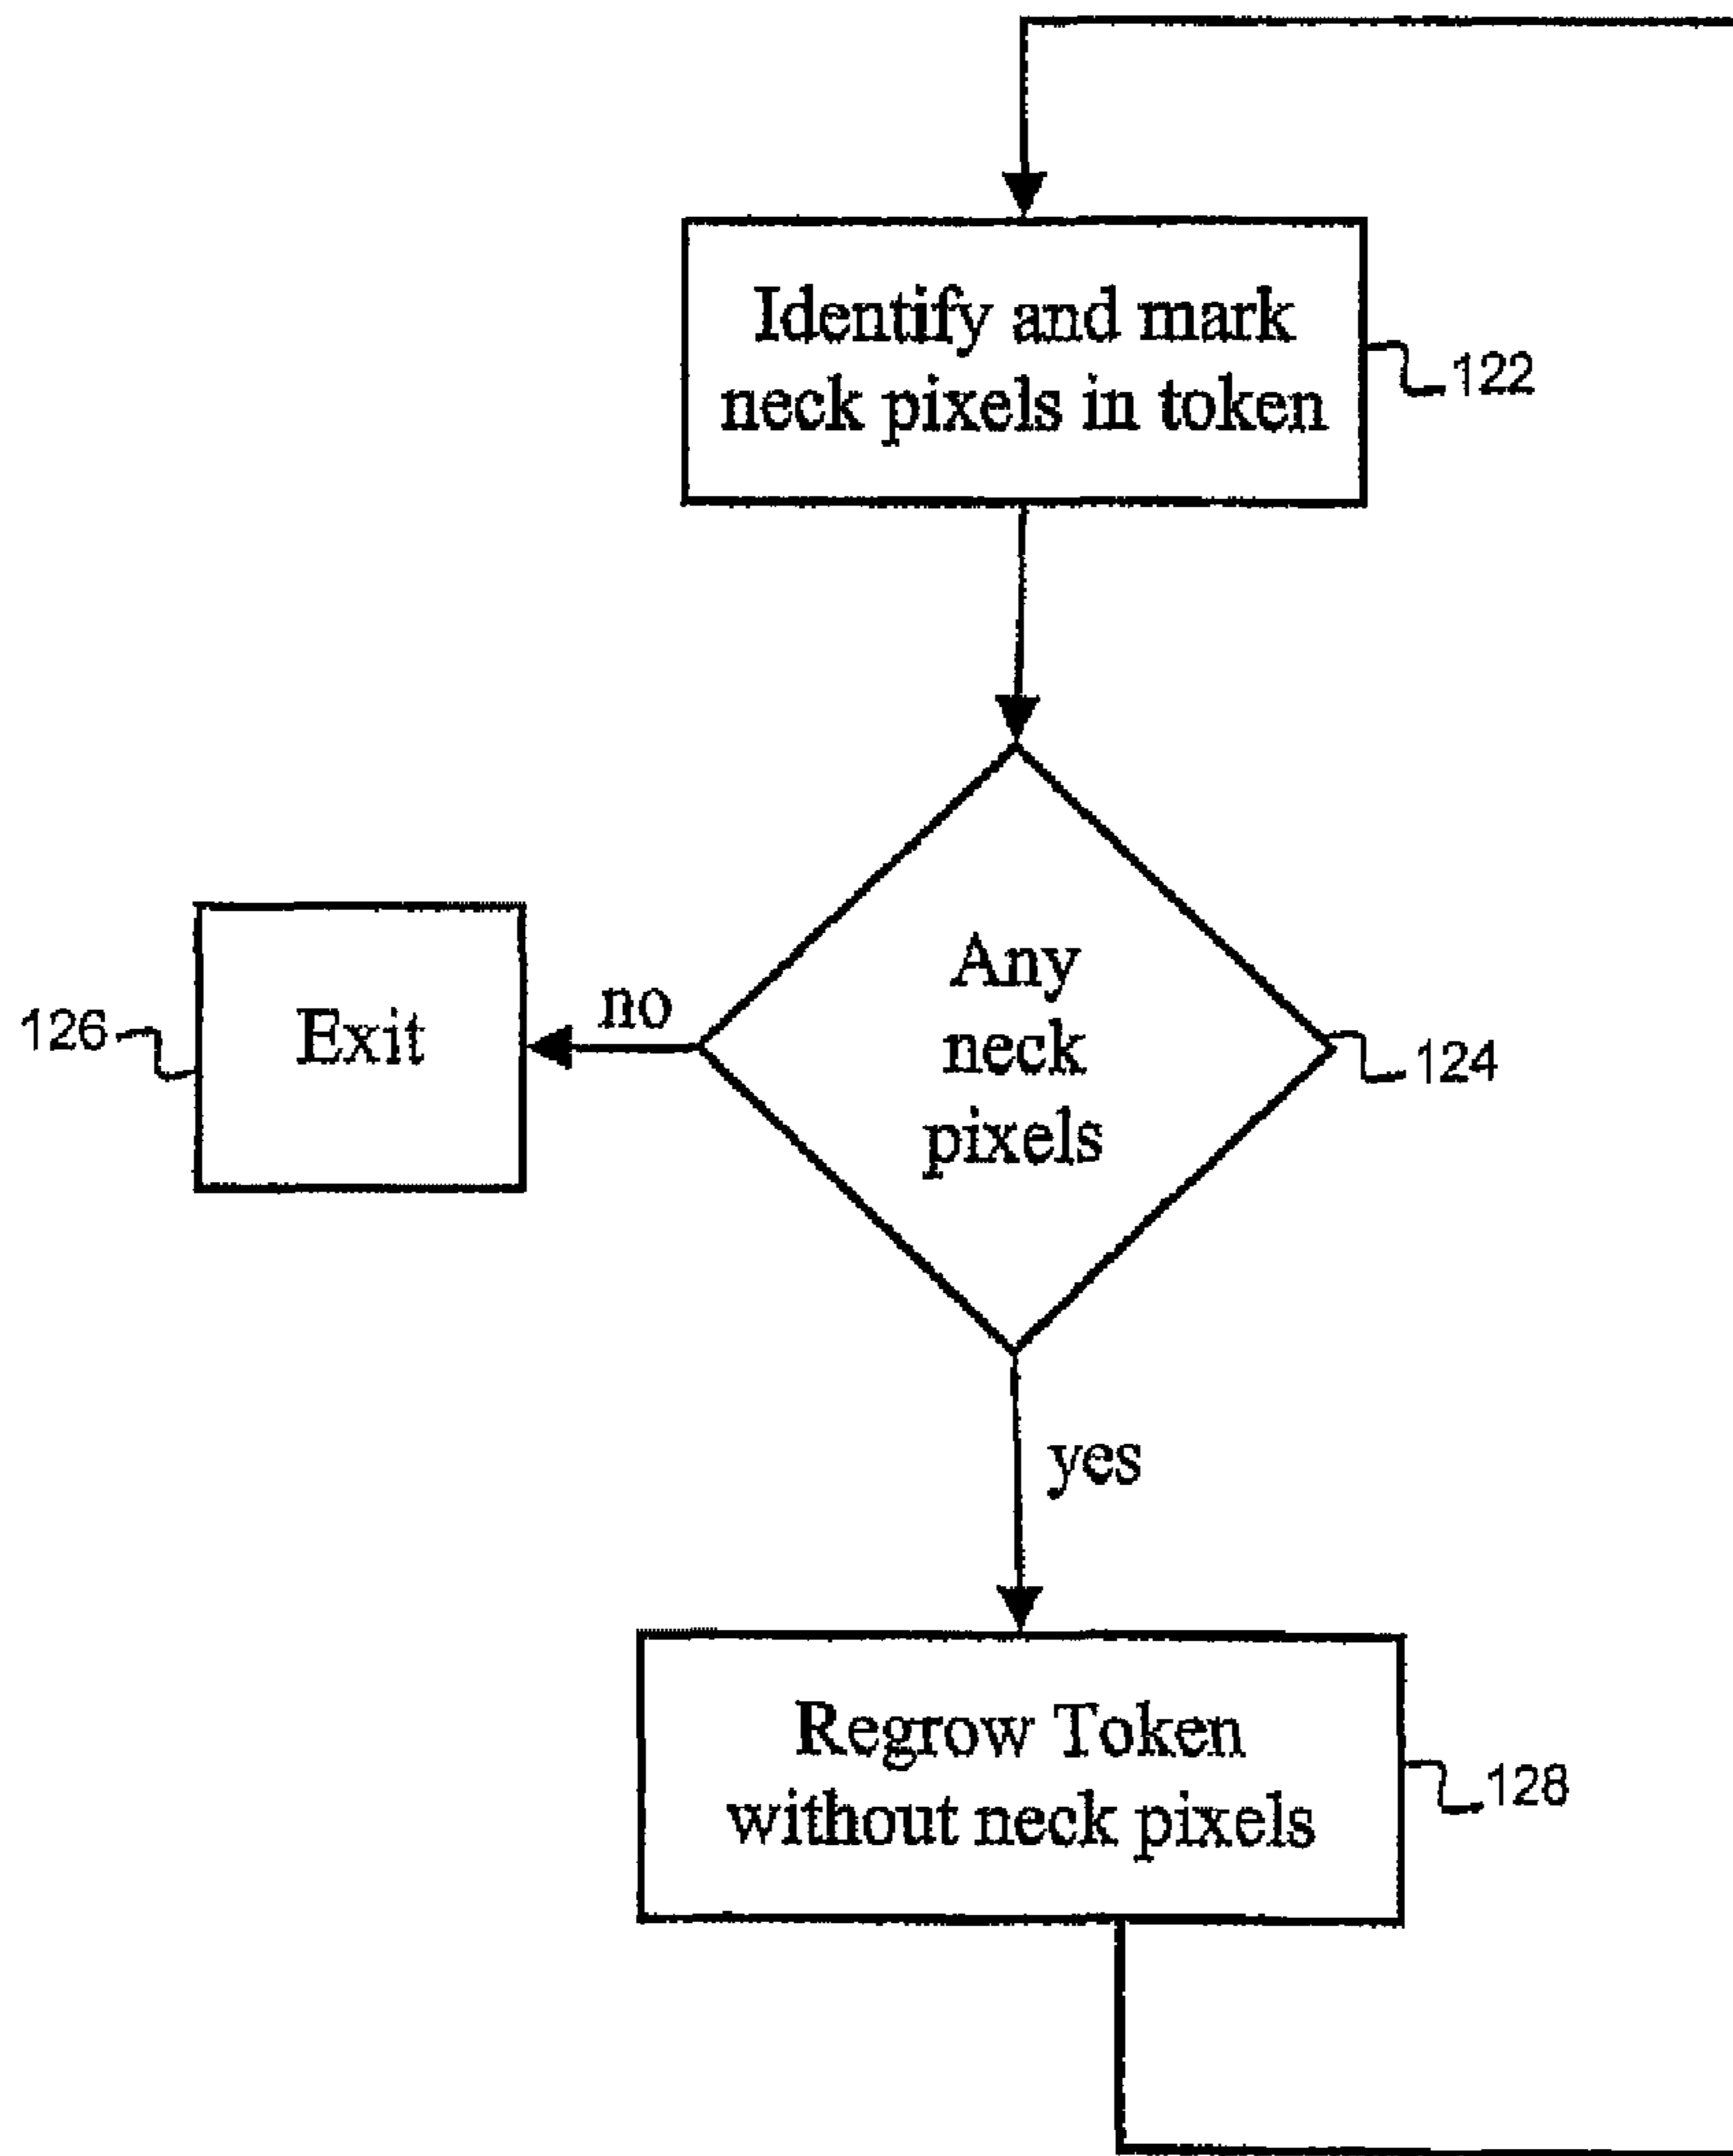 Identify and mark
neck pixels in token
122
Any
neck
pixels
124
no
Exit
126
yes
Regrow Token
without neck pixels
128